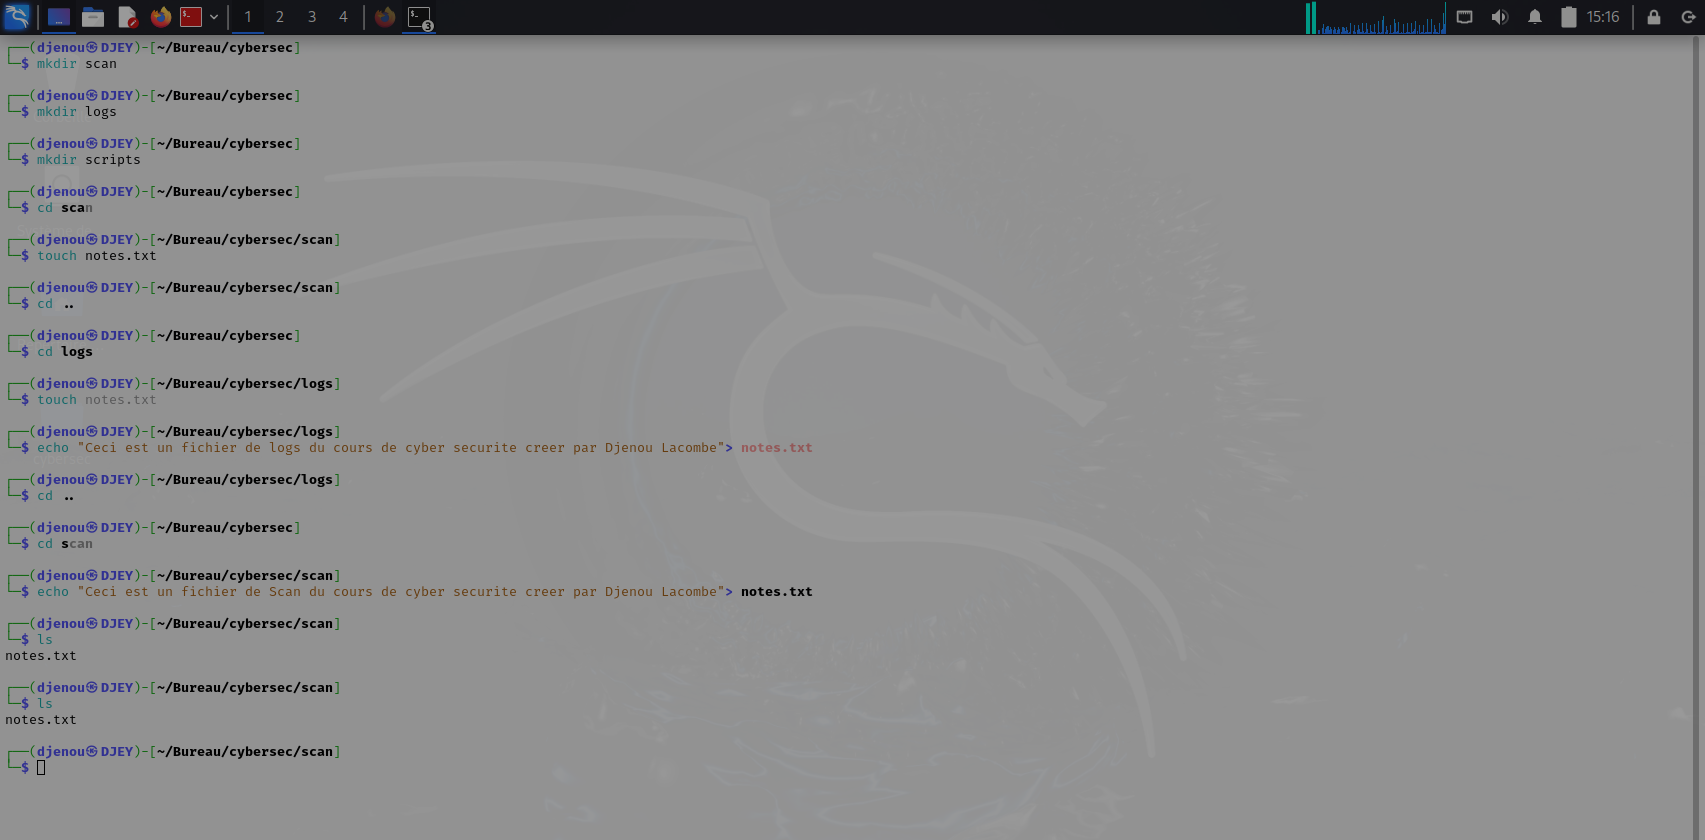 1 2 3 4 3 15:16
┌──(djenou㉿DJEY)-[~/Bureau/cybersec]
└─$ mkdir scan
┌──(djenou㉿DJEY)-[~/Bureau/cybersec]
└─$ mkdir logs
┌──(djenou㉿DJEY)-[~/Bureau/cybersec]
└─$ mkdir scripts
┌──(djenou㉿DJEY)-[~/Bureau/cybersec]
└─$ cd scan
┌──(djenou㉿DJEY)-[~/Bureau/cybersec/scan]
└─$ touch notes.txt
┌──(djenou㉿DJEY)-[~/Bureau/cybersec/scan]
└─$ cd ..
┌──(djenou㉿DJEY)-[~/Bureau/cybersec]
└─$ cd logs
┌──(djenou㉿DJEY)-[~/Bureau/cybersec/logs]
└─$ touch notes.txt
┌──(djenou㉿DJEY)-[~/Bureau/cybersec/logs]
└─$ echo "Ceci est un fichier de logs du cours de cyber securite creer par Djenou Lacombe"> notes.txt
┌──(djenou㉿DJEY)-[~/Bureau/cybersec/logs]
└─$ cd ..
┌──(djenou㉿DJEY)-[~/Bureau/cybersec]
└─$ cd scan
┌──(djenou㉿DJEY)-[~/Bureau/cybersec/scan]
└─$ echo "Ceci est un fichier de Scan du cours de cyber securite creer par Djenou Lacombe"> notes.txt
┌──(djenou㉿DJEY)-[~/Bureau/cybersec/scan]
└─$ ls
notes.txt
┌──(djenou㉿DJEY)-[~/Bureau/cybersec/scan]
└─$ ls
notes.txt
┌──(djenou㉿DJEY)-[~/Bureau/cybersec/scan]
└─$